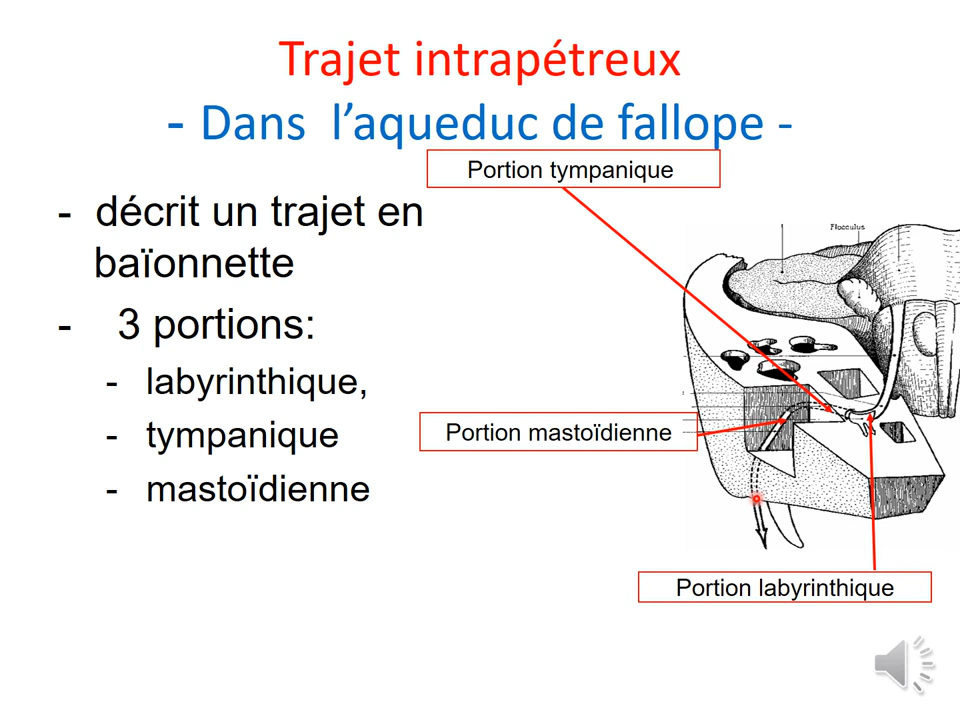 Trajet intrapétreux
- Dans l’aqueduc de fallope -
Portion tympanique
- décrit un trajet en
baïonnette
- 3 portions:
- labyrinthique,
- tympanique
- mastoïdienne
Flocculus
Portion mastoïdienne
Portion labyrinthique